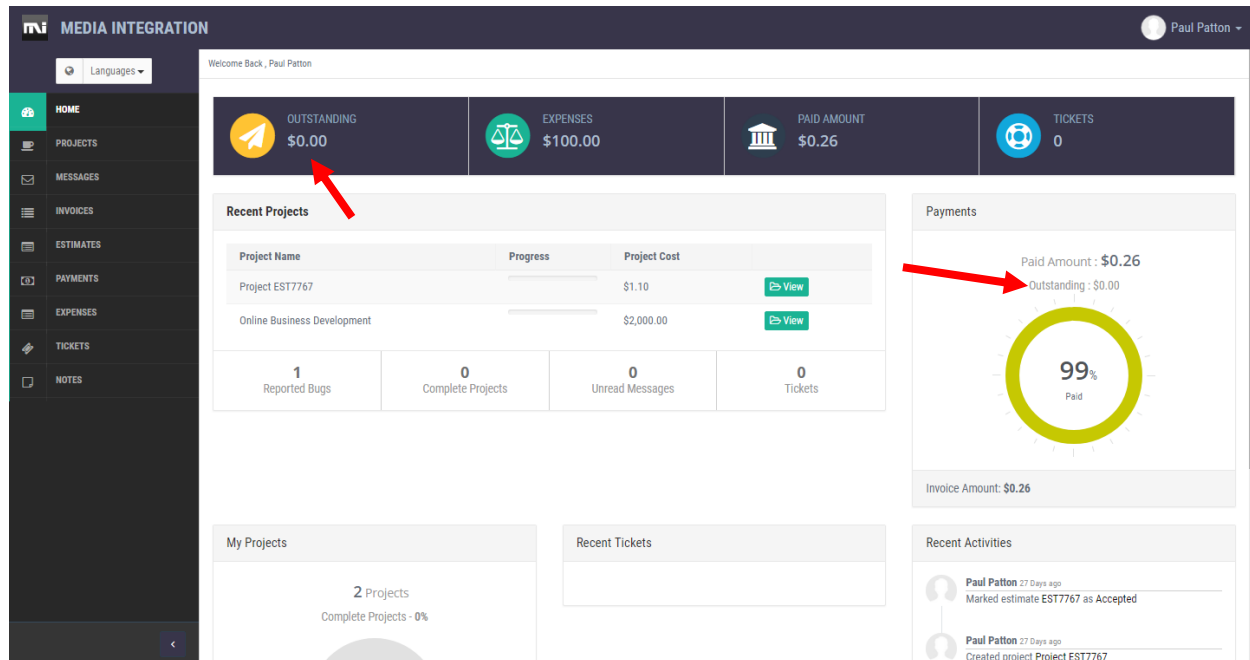 mi MEDIA INTEGRATION
Paul Patton
Languages
Welcome Back , Paul Patton
HOME
PROJECTS
MESSAGES
INVOICES
ESTIMATES
PAYMENTS
EXPENSES
TICKETS
NOTES
OUTSTANDING
$0.00
EXPENSES
$100.00
PAID AMOUNT
$0.26
TICKETS
0
Recent Projects
Project Name Progress Project Cost
Project EST7767 $1.10 View
Online Business Development $2,000.00 View
1
Reported Bugs
0
Complete Projects
0
Unread Messages
0
Tickets
Payments
Paid Amount : $0.26
Outstanding : $0.00
99%
Paid
Invoice Amount: $0.26
My Projects
2 Projects
Complete Projects - 0%
Recent Tickets
Recent Activities
Paul Patton 27 Days ago
Marked estimate EST7767 as Accepted
Paul Patton 27 Days ago
Created project Project EST7767